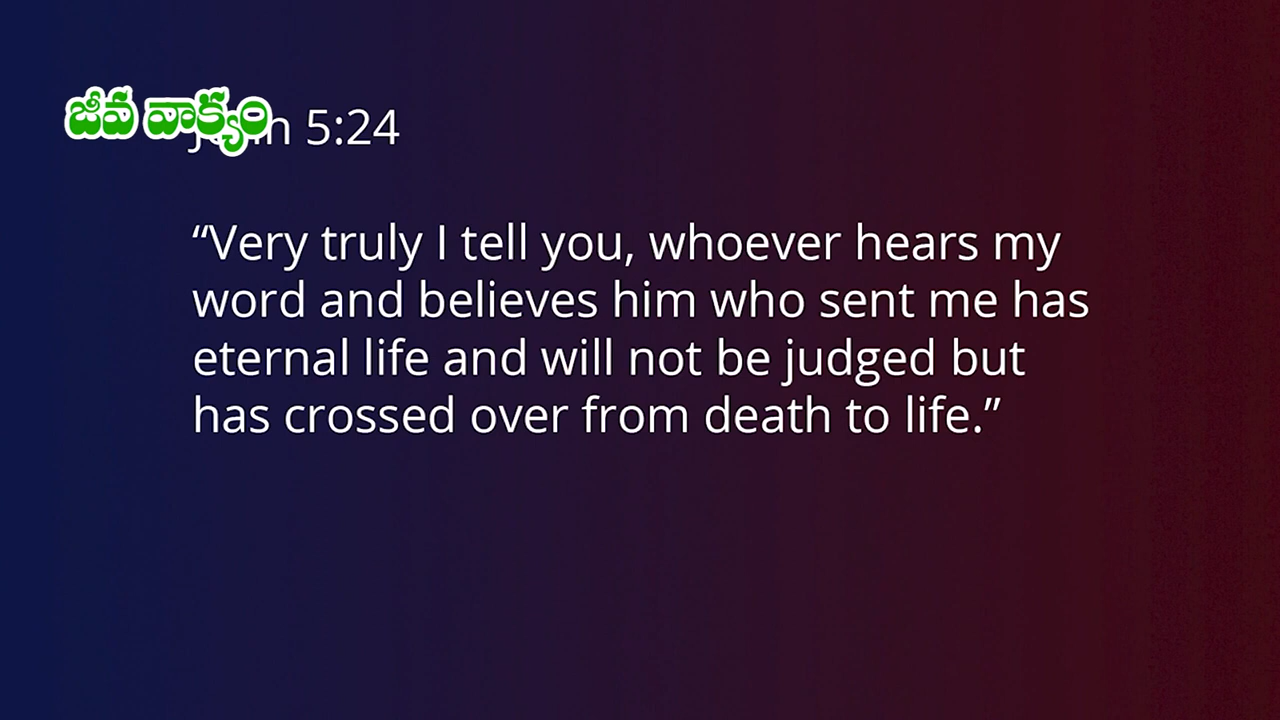 జీవ వాక్యం
5:24
“Very truly I tell you, whoever hears my
word and believes him who sent me has
eternal life and will not be judged but
has crossed over from death to life.”